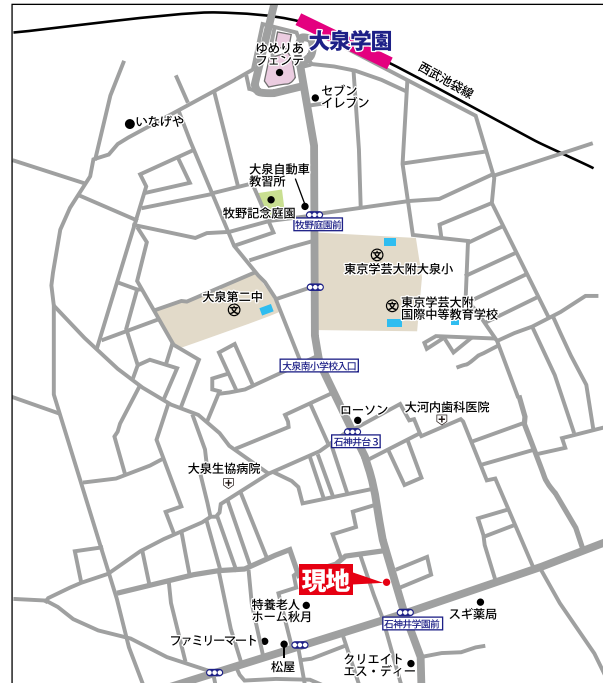 大泉学園
ゆめりあ
フェンテ
西武池袋線
セブン
イレブン
いなげや
大泉自動車
教習所
牧野記念庭園
牧野庭園前
東京学芸大附大泉小
大泉第二中
東京学芸大附
国際中等教育学校
大泉南小学校入口
ローソン
大河内歯科医院
石神井台3
大泉生協病院
現地
特養老人
ホーム秋月
スギ薬局
石神井学園前
ファミリーマート
松屋
クリエイト
エス・ディー
文
文
文